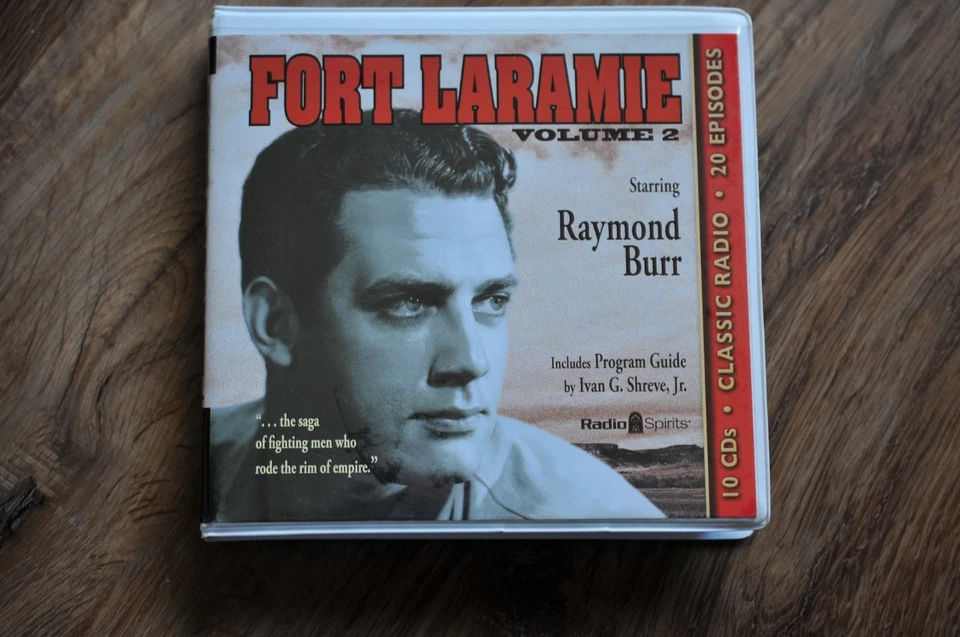 FORT LARAMIE
VOLUME 2
Starring
Raymond
Burr
Includes Program Guide
by Ivan G. Shreve, Jr.
Radio Spirits
“. . . the saga
of fighting men who
rode the rim of empire.”
10 CDs • CLASSIC RADIO • 20 EPISODES